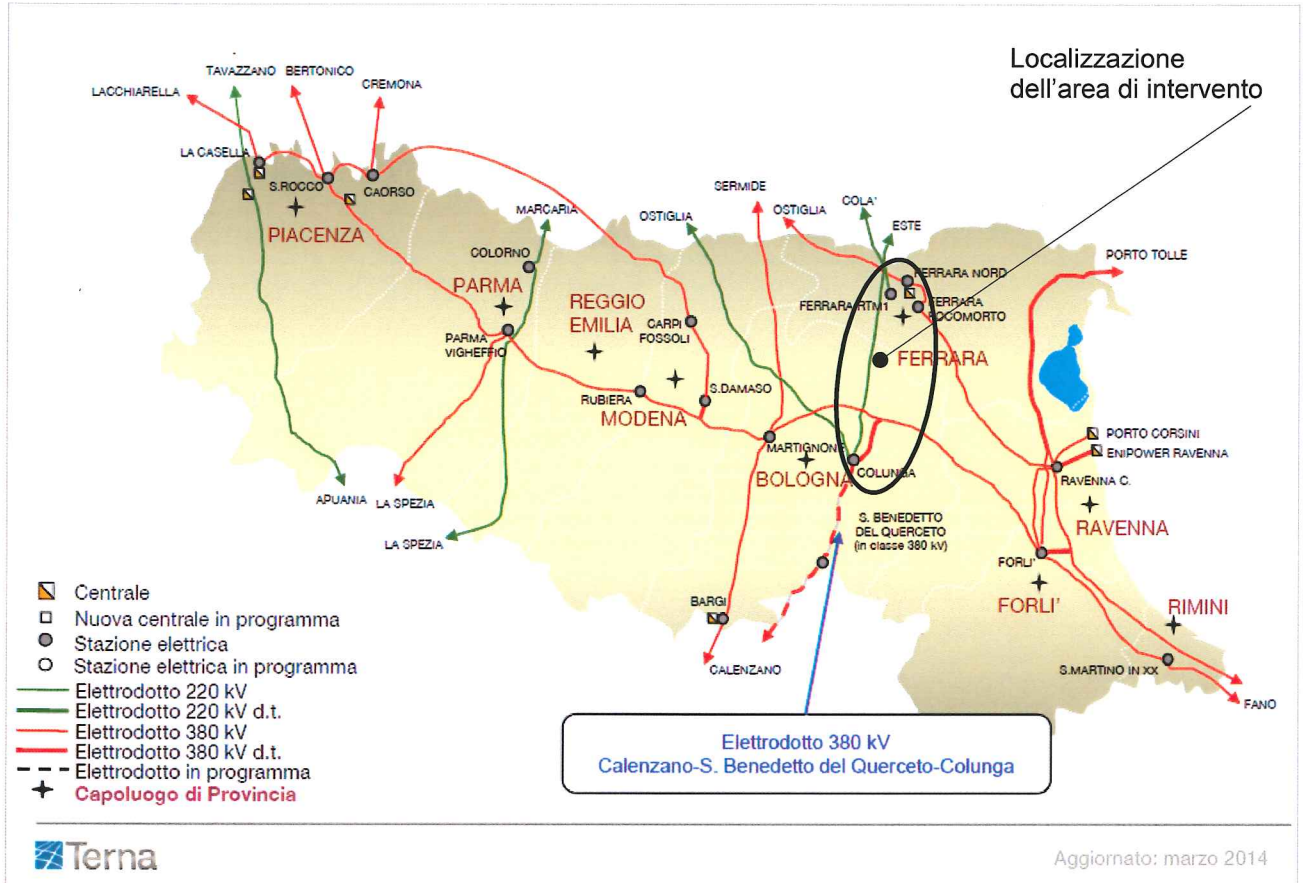 Localizzazione
dell'area di intervento
TAVAZZANO
BERTONICO
CREMONA
LACCHIARELLA
LA CASELLA
S.ROCCO
CAORSO
PIACENZA
MARCARIA
COLORNO
PARMA
PARMA
VIGHEFFIO
REGGIO
EMILIA
CARPI
FOSSOLI
RUBIERA
S.DAMASO
MODENA
OSTIGLIA
SERMIDE
OSTIGLIA
COLA'
ESTE
FERRARA NORD
FERRARA RTM1
FERRARA
FOCOMORTO
FERRARA
PORTO TOLLE
MARTIGNONE
BOLOGNA
COLUNGA
PORTO CORSINI
ENIPOWER RAVENNA
RAVENNA C.
RAVENNA
APUANIA
LA SPEZIA
LA SPEZIA
S. BENEDETTO
DEL QUERCETO
(in classe 380 kV)
FORLI'
FORLI'
RIMINI
BARGI
CALENZANO
S.MARTINO IN XX
FANO
Centrale
Nuova centrale in programma
Stazione elettrica
Stazione elettrica in programma
Elettrodotto 220 kV
Elettrodotto 220 kV d.t.
Elettrodotto 380 kV
Elettrodotto 380 kV d.t.
Elettrodotto in programma
Capoluogo di Provincia
Elettrodotto 380 kV
Calenzano-S. Benedetto del Querceto-Colunga
Terna
Aggiornato: marzo 2014